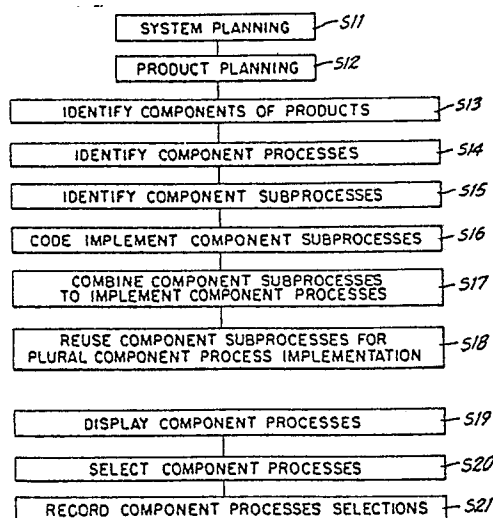 SYSTEM PLANNING S11
PRODUCT PLANNING S12
IDENTIFY COMPONENTS OF PRODUCTS S13
IDENTIFY COMPONENT PROCESSES S14
IDENTIFY COMPONENT SUBPROCESSES S15
CODE IMPLEMENT COMPONENT SUBPROCESSES S16
COMBINE COMPONENT SUBPROCESSES
TO IMPLEMENT COMPONENT PROCESSES S17
REUSE COMPONENT SUBPROCESSES FOR
PLURAL COMPONENT PROCESS IMPLEMENTATION S18
DISPLAY COMPONENT PROCESSES S19
SELECT COMPONENT PROCESSES S20
RECORD COMPONENT PROCESSES SELECTIONS S21